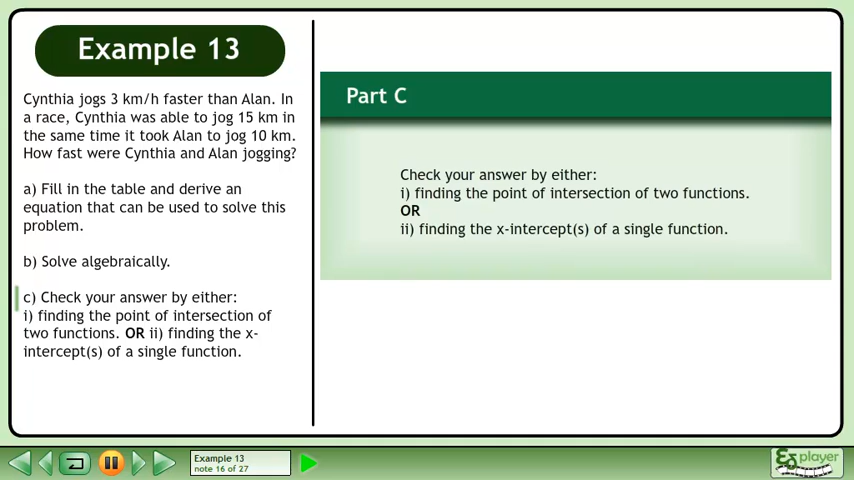 Example 13
Cynthia jogs 3 km/h faster than Alan. In
a race, Cynthia was able to jog 15 km in
the same time it took Alan to jog 10 km.
How fast were Cynthia and Alan jogging?
a) Fill in the table and derive an
equation that can be used to solve this
problem.
b) Solve algebraically.
c) Check your answer by either:
i) finding the point of intersection of
two functions. OR ii) finding the x-
intercept(s) of a single function.
Part C
Check your answer by either:
i) finding the point of intersection of two functions.
OR
ii) finding the x-intercept(s) of a single function.
Example 13
note 16 of 27
player